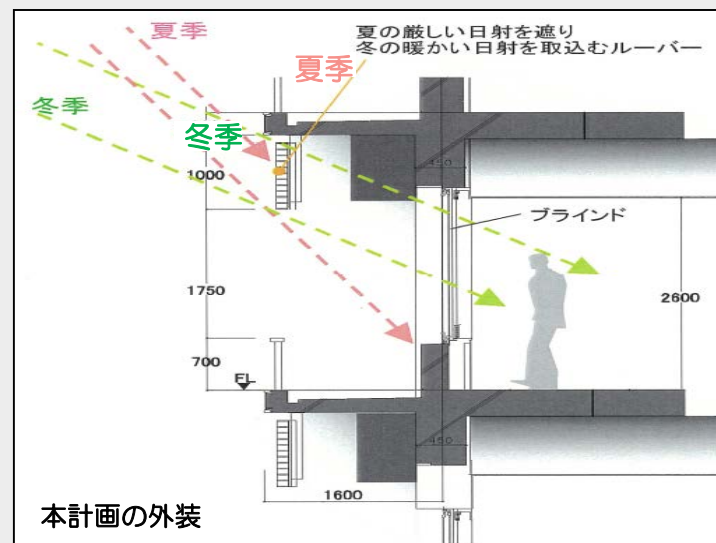 夏季
夏の厳しい日射を遮り
冬の暖かい日射を取込むルーバー
夏季
冬季
冬季
450
1000
ブラインド
1750
2600
700
FL
450
1600
本計画の外装